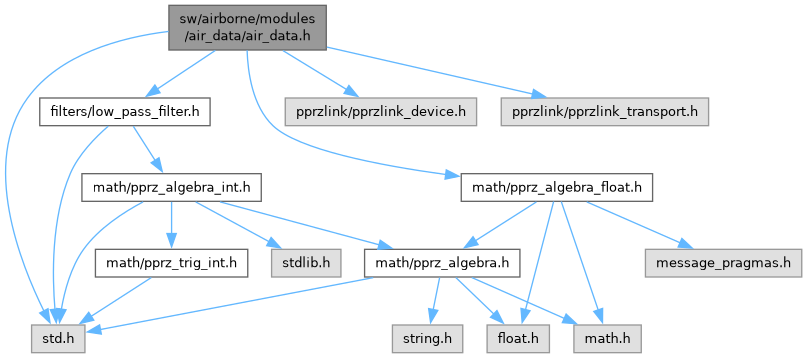 sw/airborne/modules
/air_data/air_data.h
filters/low_pass_filter.h
pprzlink/pprzlink_device.h
pprzlink/pprzlink_transport.h
math/pprz_algebra_int.h
math/pprz_algebra_float.h
math/pprz_trig_int.h
stdlib.h
math/pprz_algebra.h
message_pragmas.h
std.h
string.h
float.h
math.h